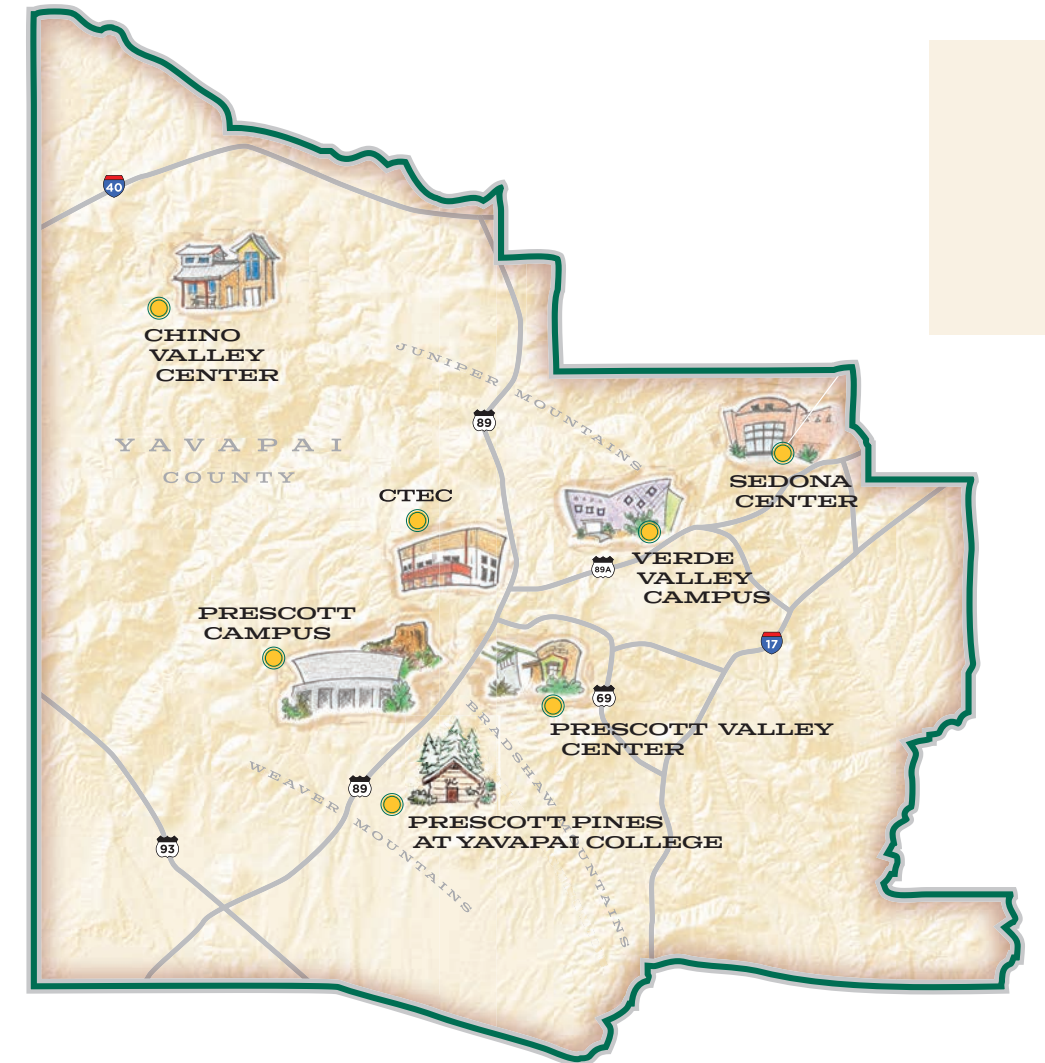 40
CHINO
VALLEY
CENTER
JUNIPER MOUNTAINS
89
YAVAPAI
COUNTY
SEDONA
CENTER
CTEC
VERDE
VALLEY
CAMPUS
89A
PRESCOTT
CAMPUS
17
69
PRESCOTT VALLEY
CENTER
BRADSHAW MOUNTAINS
WEAVER MOUNTAINS
89
PRESCOTT PINES
AT YAVAPAI COLLEGE
93